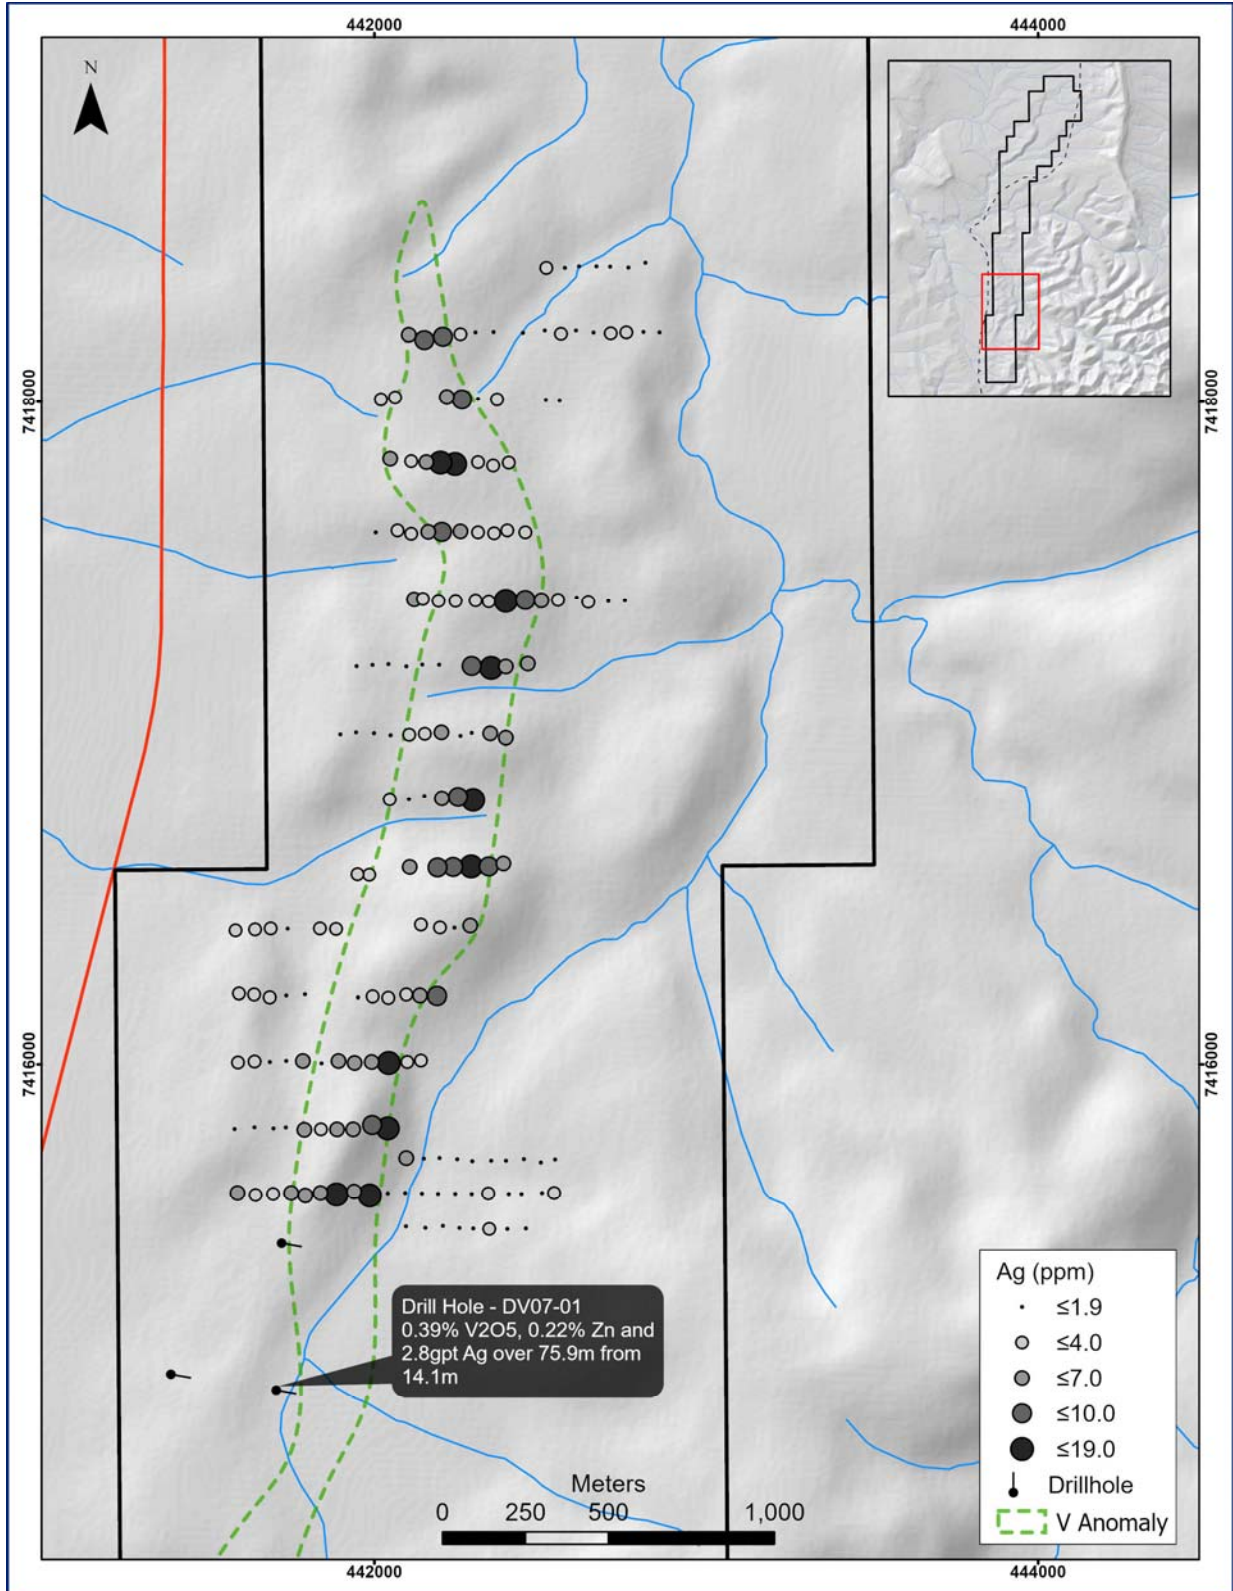 442000
444000
N
7418000
7418000
7416000
7416000
Drill Hole - DV07-01
0.39% V2O5, 0.22% Zn and
2.8gpt Ag over 75.9m from
14.1m
Ag (ppm)
≤1.9
≤4.0
≤7.0
≤10.0
≤19.0
Drillhole
V Anomaly
Meters
0 250 500 1,000
442000
444000